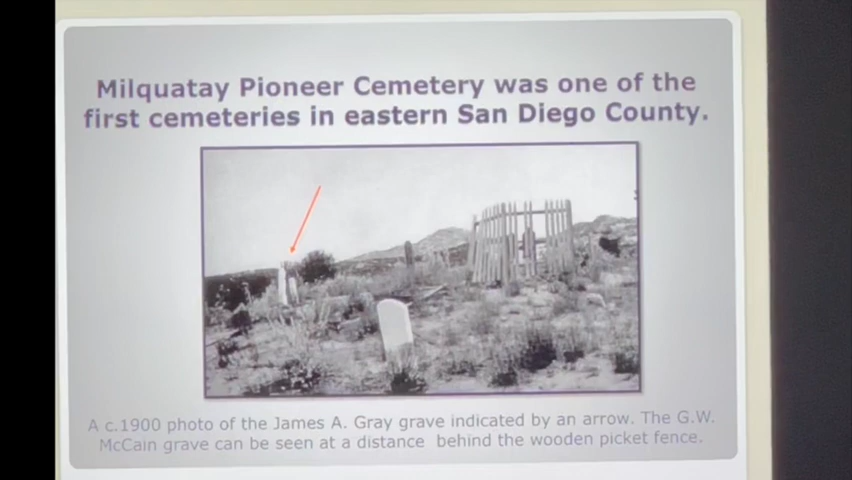 Milquatay Pioneer Cemetery was one of the
first cemeteries in eastern San Diego County.
A c.1900 photo of the James A. Gray grave indicated by an arrow. The G.W.
McCain grave can be seen at a distance behind the wooden picket fence.